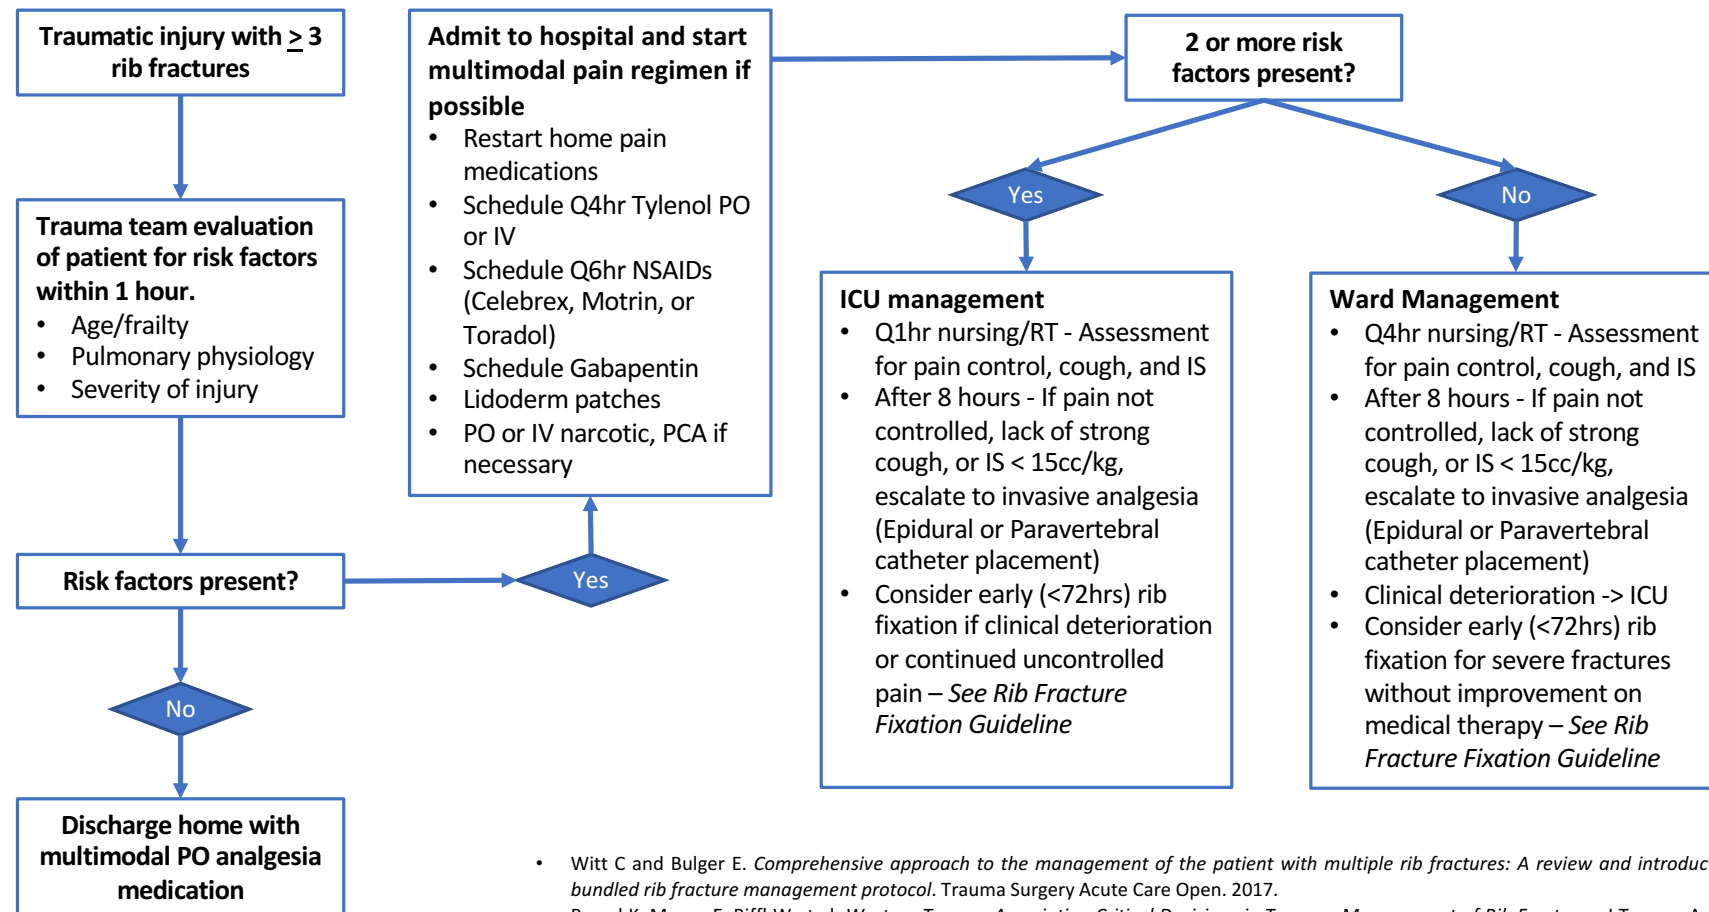 Traumatic injury with ≥ 3
rib fractures
Trauma team evaluation
of patient for risk factors
within 1 hour.
• Age/frailty
• Pulmonary physiology
• Severity of injury
Risk factors present?
No
Discharge home with
multimodal PO analgesia
medication
Yes
Admit to hospital and start
multimodal pain regimen if
possible
• Restart home pain
medications
• Schedule Q4hr Tylenol PO
or IV
• Schedule Q6hr NSAIDs
(Celebrex, Motrin, or
Toradol)
• Schedule Gabapentin
• Lidoderm patches
• PO or IV narcotic, PCA if
necessary
2 or more risk
factors present?
Yes
No
ICU management
• Q1hr nursing/RT - Assessment
for pain control, cough, and IS
• After 8 hours - If pain not
controlled, lack of strong
cough, or IS < 15cc/kg,
escalate to invasive analgesia
(Epidural or Paravertebral
catheter placement)
• Consider early (<72hrs) rib
fixation if clinical deterioration
or continued uncontrolled
pain – See Rib Fracture
Fixation Guideline
Ward Management
• Q4hr nursing/RT - Assessment
for pain control, cough, and IS
• After 8 hours - If pain not
controlled, lack of strong
cough, or IS < 15cc/kg,
escalate to invasive analgesia
(Epidural or Paravertebral
catheter placement)
• Clinical deterioration -> ICU
• Consider early (<72hrs) rib
fixation for severe fractures
without improvement on
medical therapy – See Rib
Fracture Fixation Guideline
• Witt C and Bulger E. Comprehensive approach to the management of the patient with multiple rib fractures: A review and introduc
bundled rib fracture management protocol. Trauma Surgery Acute Care Open. 2017.